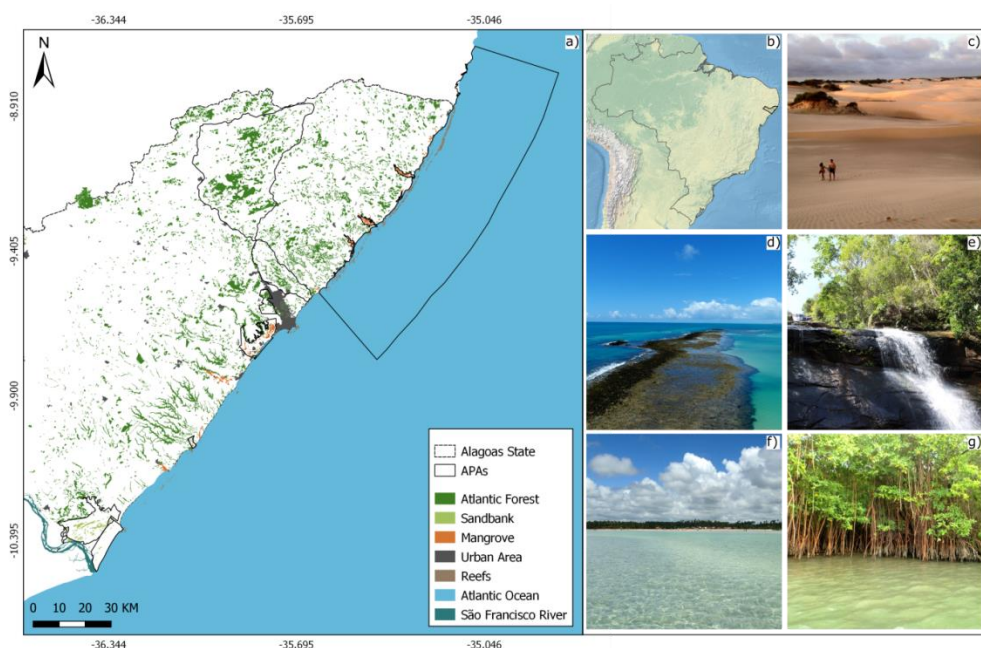 -36.344 -35.695 -35.046
N
a)
b)
c)
-8.910
-9.405
-9.900
-10.395
d)
e)
f)
g)
Alagoas State
APAs
Atlantic Forest
Sandbank
Mangrove
Urban Area
Reefs
Atlantic Ocean
São Francisco River
0 10 20 30 KM
-36.344 -35.695 -35.046